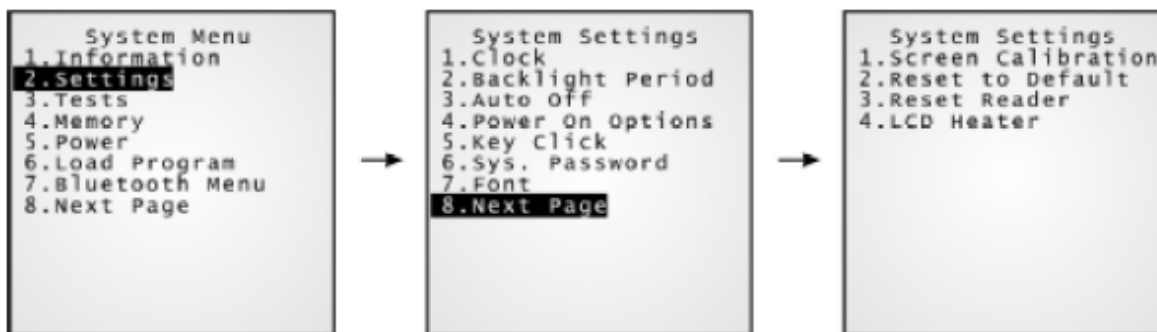 System Menu
1.Information
2.Settings
3.Tests
4.Memory
5.Power
6.Load Program
7.Bluetooth Menu
8.Next Page
System Settings
1.Clock
2.Backlight Period
3.Auto Off
4.Power On Options
5.Key Click
6.Sys. Password
7.Font
8.Next Page
System Settings
1.Screen Calibration
2.Reset to Default
3.Reset Reader
4.LCD Heater